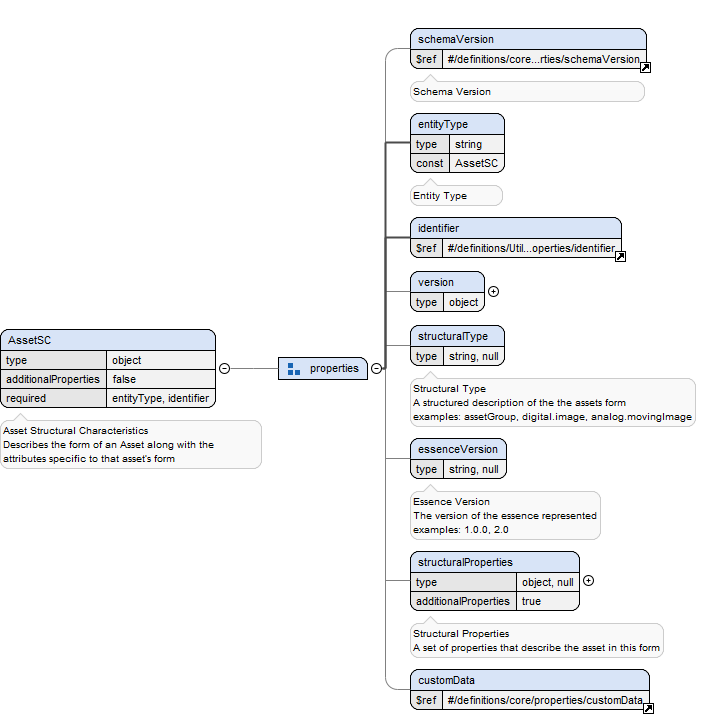 schemaVersion
$ref #/definitions/core...rties/schemaVersion
Schema Version
entityType
type string
const AssetSC
Entity Type
identifier
$ref #/definitions/Util...operties/identifier
version
type object
AssetSC
type object
additionalProperties false
required entityType, identifier
Asset Structural Characteristics
Describes the form of an Asset along with the
attributes specific to that asset's form
properties
structuralType
type string, null
Structural Type
A structured description of the the assets form
examples: assetGroup, digital.image, analog.movingImage
essenceVersion
type string, null
Essence Version
The version of the essence represented
examples: 1.0.0, 2.0
structuralProperties
type object, null
additionalProperties true
Structural Properties
A set of properties that describe the asset in this form
customData
$ref #/definitions/core/properties/customData